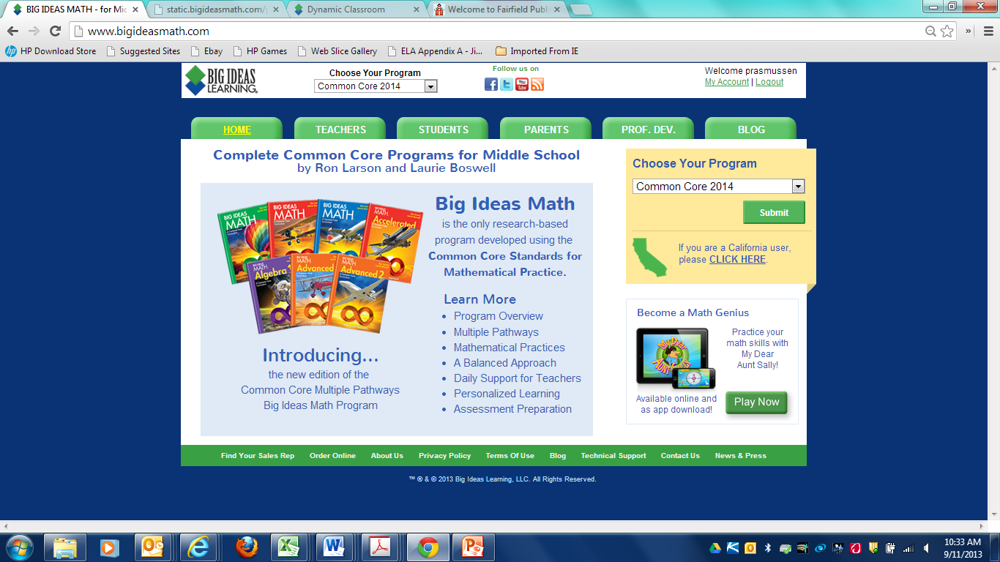 BIG IDEAS MATH - for Mic
static.bigideasmath.com/p
Dynamic Classroom
Welcome to Fairfield Publ
www.bigideasmath.com
HP Download Store
Suggested Sites
Ebay
HP Games
Web Slice Gallery
ELA Appendix A - Ji...
Imported From IE
BIG IDEAS
LEARNING
Choose Your Program
Common Core 2014
Follow us on
You
Tube
Welcome prasmussen
My Account | Logout
HOME
TEACHERS
STUDENTS
PARENTS
PROF. DEV.
BLOG
Complete Common Core Programs for Middle School
by Ron Larson and Laurie Boswell
BIG IDEAS
MATH
BIG IDEAS
MATH
BIG IDEAS
MATH
BIG IDEAS
MATH
Accelerated
BIG IDEAS
MATH
Algebra 1
BIG IDEAS
MATH
Advanced
BIG IDEAS
MATH
Advanced 2
Introducing...
the new edition of the
Common Core Multiple Pathways
Big Ideas Math Program
Big Ideas Math
is the only research-based
program developed using the
Common Core Standards for
Mathematical Practice.
Learn More
• Program Overview
• Multiple Pathways
• Mathematical Practices
• A Balanced Approach
• Daily Support for Teachers
• Personalized Learning
• Assessment Preparation
Choose Your Program
Common Core 2014
Submit
If you are a California user,
please CLICK HERE.
Become a Math Genius
My Dear
Aunt Sally
Practice your
math skills with
My Dear
Aunt Sally!
Available online and
as app download!
Play Now
Find Your Sales Rep
Order Online
About Us
Privacy Policy
Terms Of Use
Blog
Technical Support
Contact Us
News & Press
™ ® & © 2013 Big Ideas Learning, LLC. All Rights Reserved.
10:33 AM
9/11/2013